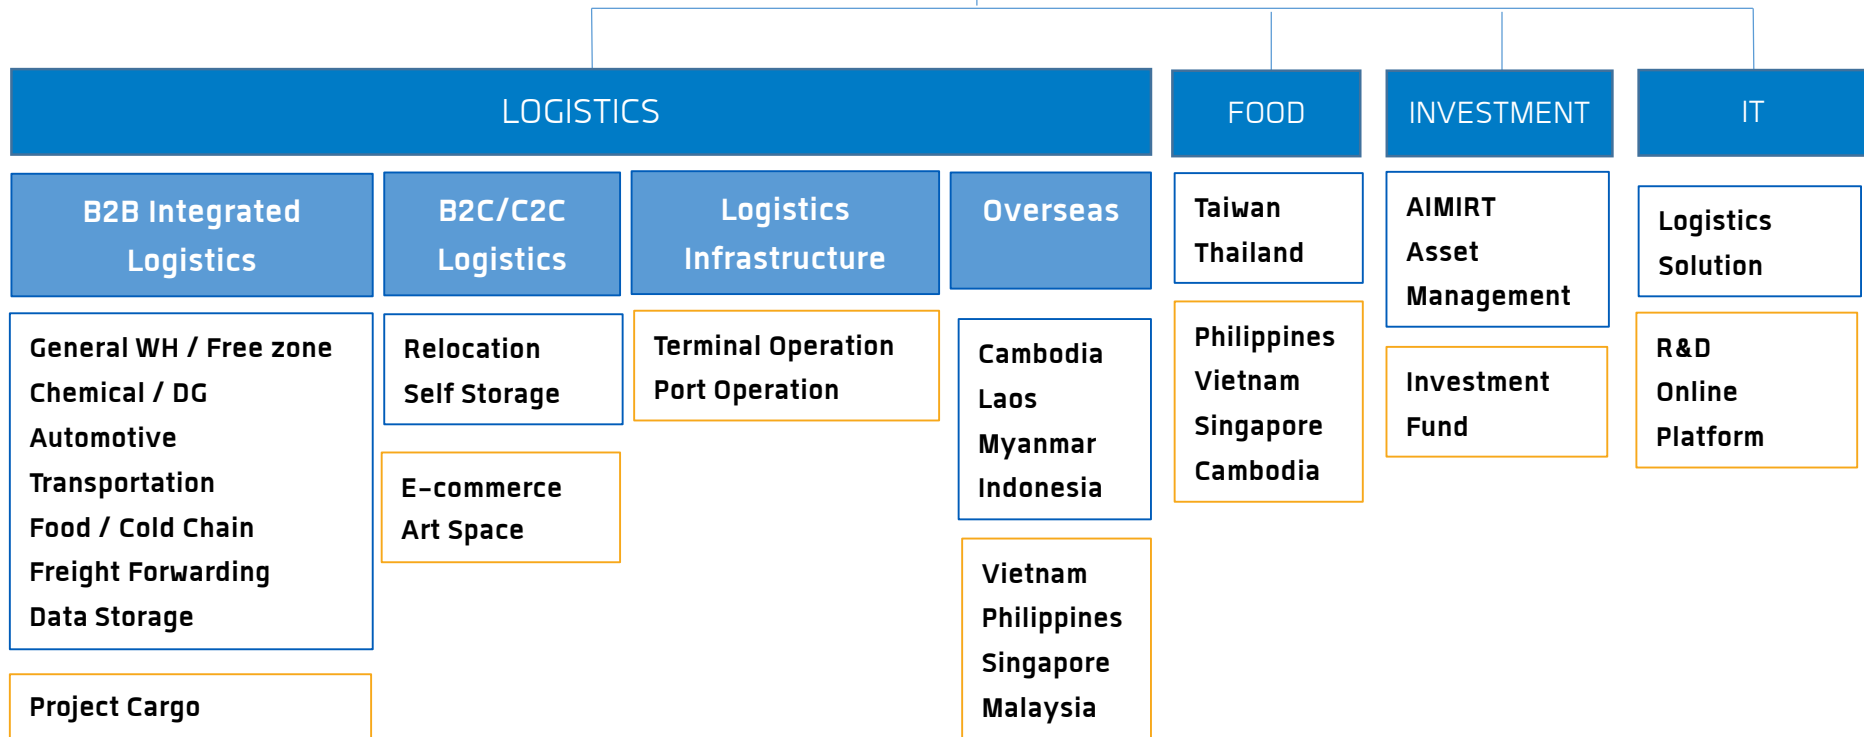 LOGISTICS
FOOD
INVESTMENT
IT
B2B Integrated
Logistics
B2C/C2C
Logistics
Logistics
Infrastructure
Overseas
General WH / Free zone
Chemical / DG
Automotive
Transportation
Food / Cold Chain
Freight Forwarding
Data Storage
Project Cargo
Relocation
Self Storage
E-commerce
Art Space
Terminal Operation
Port Operation
Cambodia
Laos
Myanmar
Indonesia
Vietnam
Philippines
Singapore
Malaysia
Taiwan
Thailand
Philippines
Vietnam
Singapore
Cambodia
AIMIRT
Asset
Management
Investment
Fund
Logistics
Solution
R&D
Online
Platform